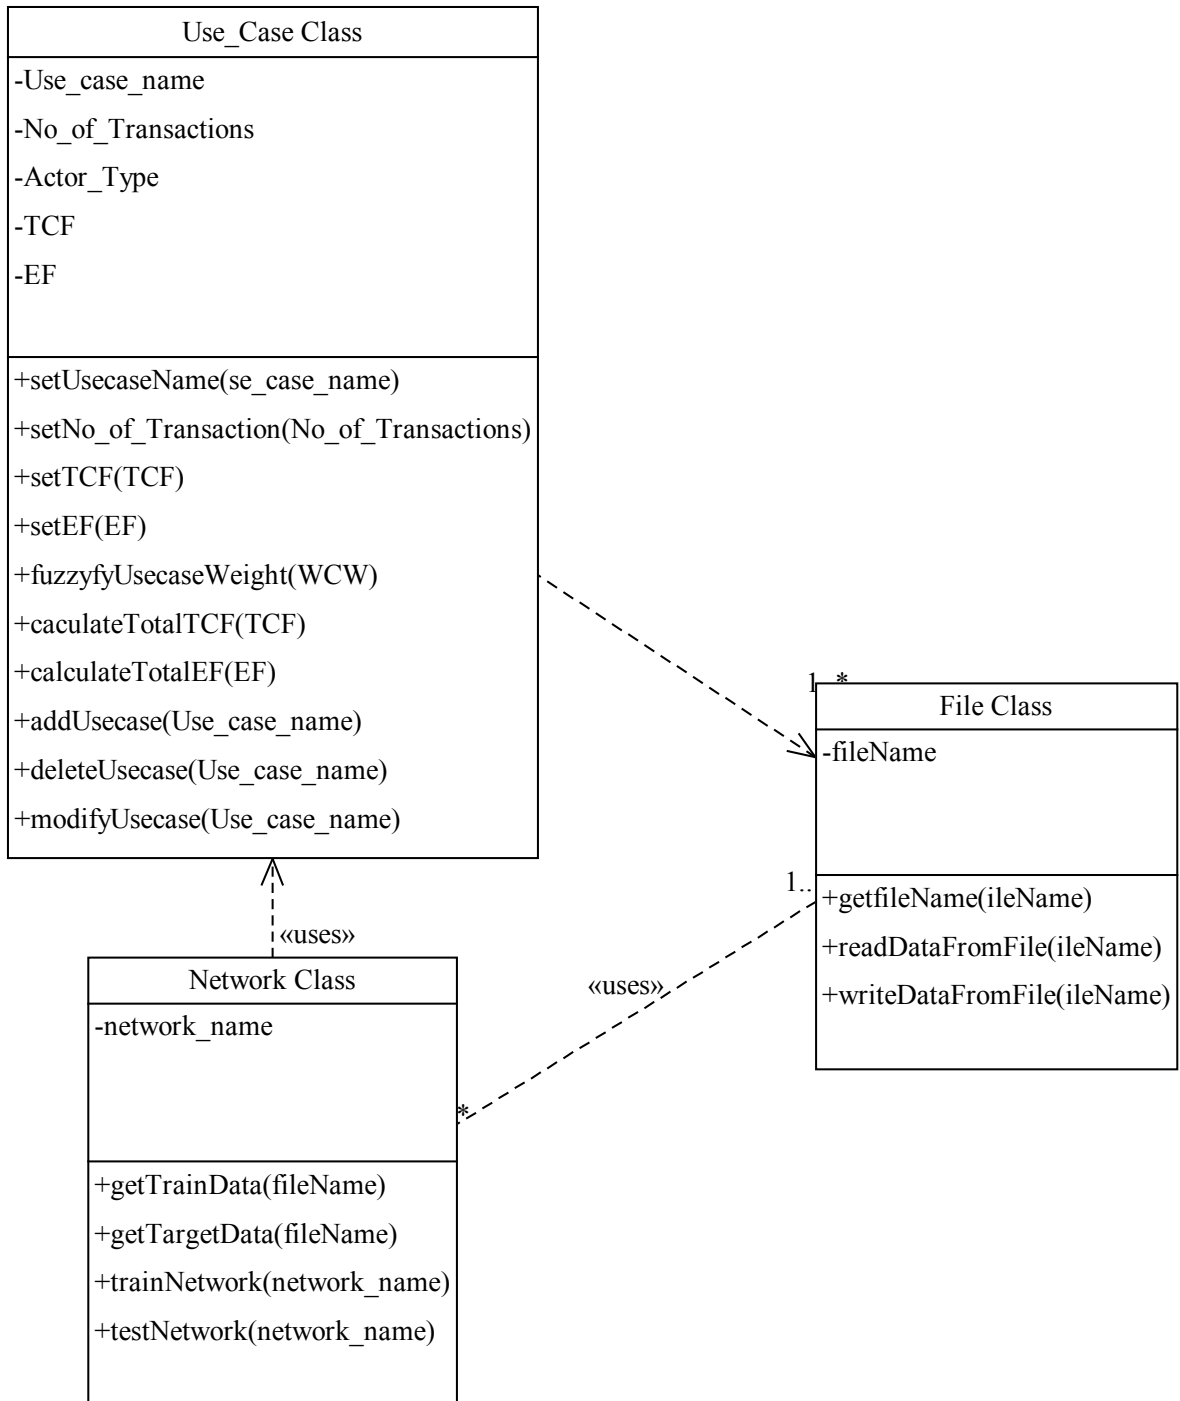 Use_Case Class
-Use_case_name
-No_of_Transactions
-Actor_Type
-TCF
-EF
+setUsecaseName(se_case_name)
+setNo_of_Transaction(No_of_Transactions)
+setTCF(TCF)
+setEF(EF)
+fuzzyfyUsecaseWeight(WCW)
+caculateTotalTCF(TCF)
+calculateTotalEF(EF)
+addUsecase(Use_case_name)
+deleteUsecase(Use_case_name)
+modifyUsecase(Use_case_name)
1..*
File Class
-fileName
1..
+getfileName(ileName)
+readDataFromFile(ileName)
+writeDataFromFile(ileName)
«uses»
«uses»
*
Network Class
-network_name
+getTrainData(fileName)
+getTargetData(fileName)
+trainNetwork(network_name)
+testNetwork(network_name)